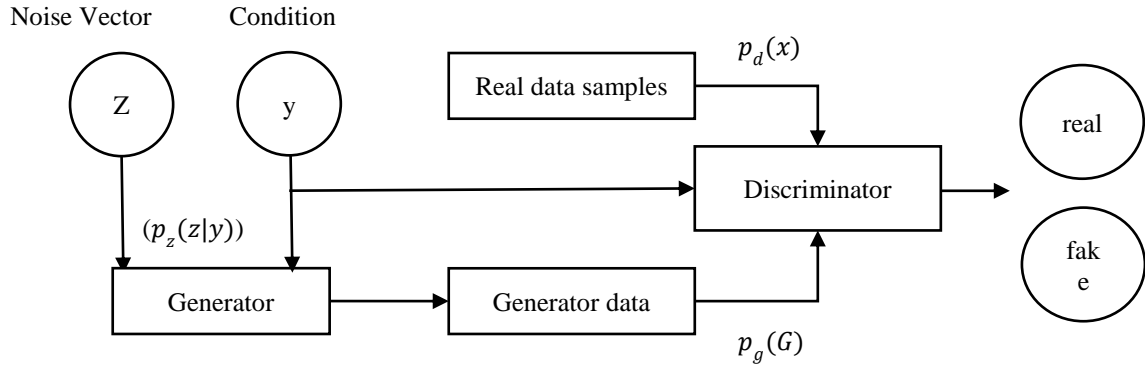 Noise Vector
Condition
Z
y
Real data samples
p_d(x)
real
Discriminator
(p_z(z|y))
Generator
Generator data
p_g(G)
fak
e